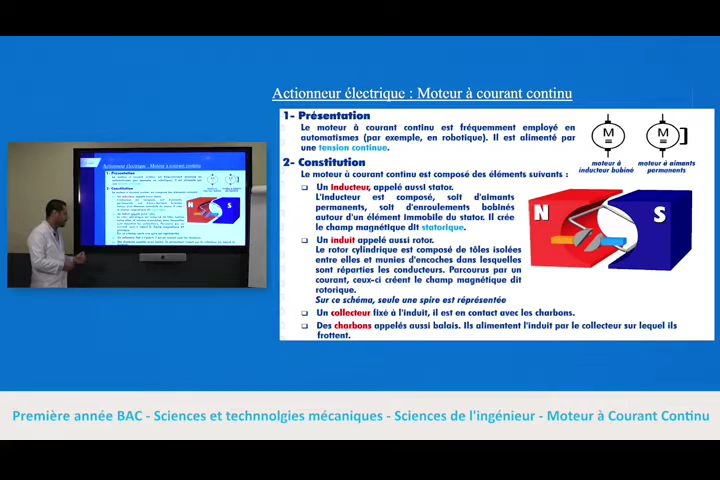 Actionneur électrique : Moteur à courant continu
1- Présentation
Le moteur à courant continu est fréquemment employé en
automatismes (par exemple, en robotique). Il est alimenté par
une tension continue.
M
M
moteur à
inducteur bobiné
moteur à aimants
permanents
2- Constitution
Le moteur à courant continu est composé des éléments suivants :
Un Inducteur, appelé aussi stator.
L'inducteur est composé, soit d'aimants
permanents, soit d'enroulements bobinés
autour d'un élément immobile du stator. Il crée
le champ magnétique dit statorique.
Un induit appelé aussi rotor.
Le rotor cylindrique est composé de tôles isolées
entre elles et munies d'encoches dans lesquelles
sont réparties les conducteurs. Parcourus par un
courant, ceux-ci créent le champ magnétique dit
rotorique.
Sur ce schéma, seule une spire est répresentée
N
S
Un collecteur fixé à l'induit, il est en contact avec les charbons.
Des charbons appelés aussi balais. Ils alimentent l'induit par le collecteur sur lequel ils
frottent.
Première année BAC - Sciences et technnolgies mécaniques - Sciences de l'ingénieur - Moteur à Courant Continu